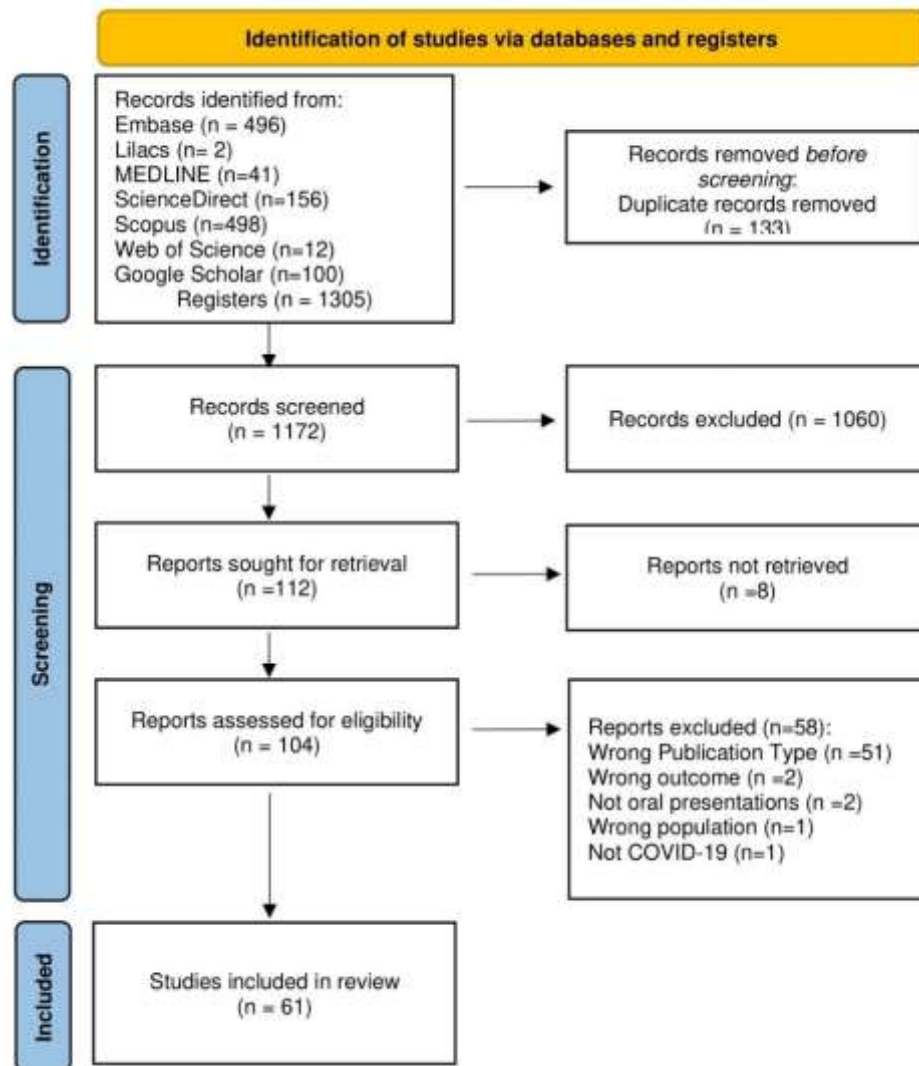 Identification of studies via databases and registers
Identification
Records identified from:
Embase (n = 496)
Lilacs (n= 2)
MEDLINE (n=41)
ScienceDirect (n=156)
Scopus (n=498)
Web of Science (n=12)
Google Scholar (n=100)
Registers (n = 1305)
Records removed before
screening:
Duplicate records removed
(n = 133)
Screening
Records screened
(n = 1172)
Records excluded (n = 1060)
Reports sought for retrieval
(n =112)
Reports not retrieved
(n =8)
Reports assessed for eligibility
(n = 104)
Reports excluded (n=58):
Wrong Publication Type (n =51)
Wrong outcome (n =2)
Not oral presentations (n =2)
Wrong population (n=1)
Not COVID-19 (n=1)
Included
Studies included in review
(n = 61)